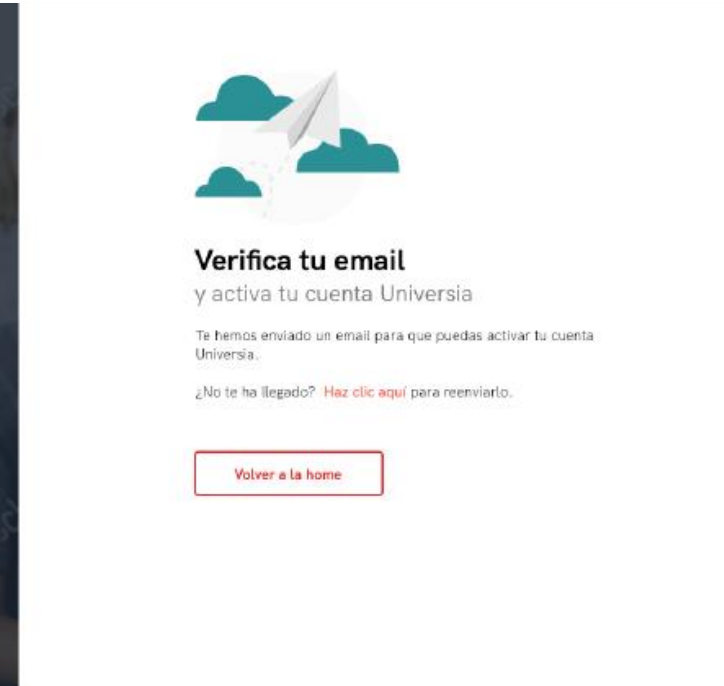 Verifica tu email
y activa tu cuenta Universia
Te hemos enviado un email para que puedas activar tu cuenta
Universia.
¿No te ha llegado? Haz clic aquí para reenviarlo.
Volver a la home